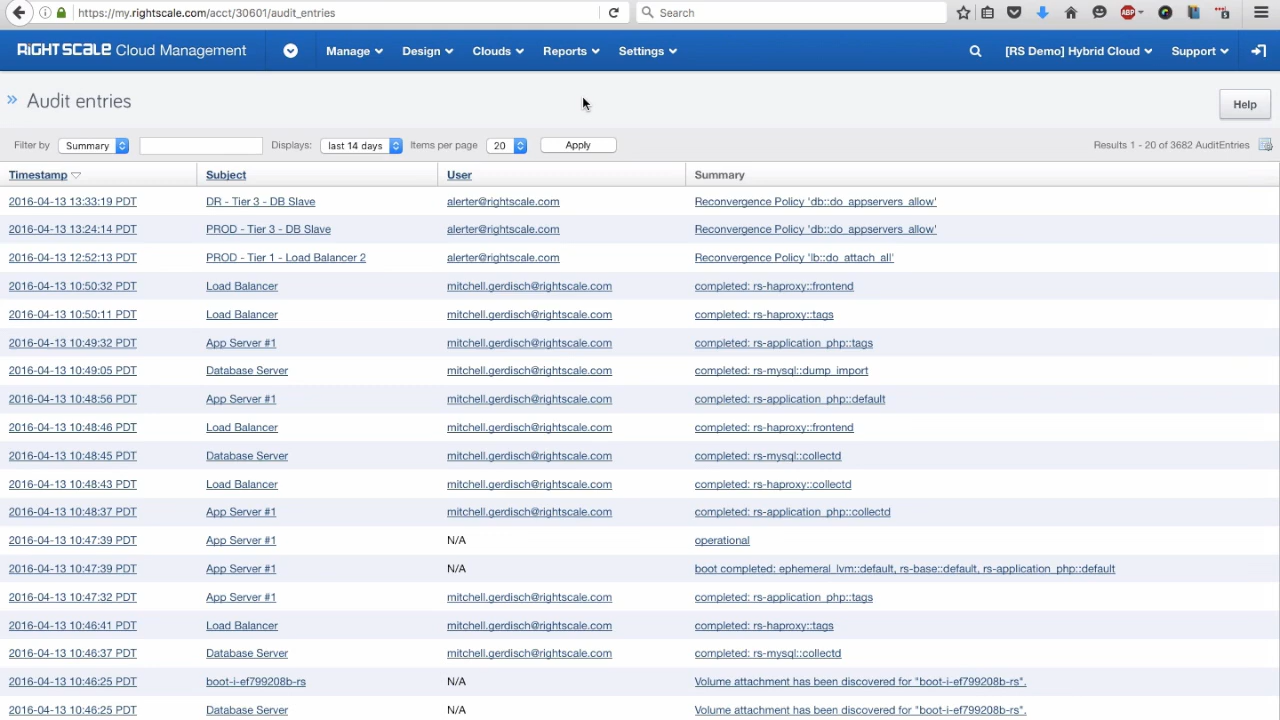 https://my.rightscale.com/acct/30601/audit_entries Search ABP
RIGHTSCALE Cloud Management Manage Design Clouds Reports Settings [RS Demo] Hybrid Cloud Support
» Audit entries Help
Filter by Summary Displays: last 14 days Items per page 20 Apply Results 1 - 20 of 3682 AuditEntries
Timestamp Subject User Summary
2016-04-13 13:33:19 PDT DR - Tier 3 - DB Slave alerter@rightscale.com Reconvergence Policy 'db::do_appservers_allow'
2016-04-13 13:24:14 PDT PROD - Tier 3 - DB Slave alerter@rightscale.com Reconvergence Policy 'db::do_appservers_allow'
2016-04-13 12:52:13 PDT PROD - Tier 1 - Load Balancer 2 alerter@rightscale.com Reconvergence Policy 'lb::do_attach_all'
2016-04-13 10:50:32 PDT Load Balancer mitchell.gerdisch@rightscale.com completed: rs-haproxy::frontend
2016-04-13 10:50:11 PDT Load Balancer mitchell.gerdisch@rightscale.com completed: rs-haproxy::tags
2016-04-13 10:49:32 PDT App Server #1 mitchell.gerdisch@rightscale.com completed: rs-application_php::tags
2016-04-13 10:49:05 PDT Database Server mitchell.gerdisch@rightscale.com completed: rs-mysql::dump_import
2016-04-13 10:48:56 PDT App Server #1 mitchell.gerdisch@rightscale.com completed: rs-application_php::default
2016-04-13 10:48:46 PDT Load Balancer mitchell.gerdisch@rightscale.com completed: rs-haproxy::frontend
2016-04-13 10:48:45 PDT Database Server mitchell.gerdisch@rightscale.com completed: rs-mysql::collectd
2016-04-13 10:48:43 PDT Load Balancer mitchell.gerdisch@rightscale.com completed: rs-haproxy::collectd
2016-04-13 10:48:37 PDT App Server #1 mitchell.gerdisch@rightscale.com completed: rs-application_php::collectd
2016-04-13 10:47:39 PDT App Server #1 N/A operational
2016-04-13 10:47:39 PDT App Server #1 N/A boot completed: ephemeral_lvm::default, rs-base::default, rs-application_php::default
2016-04-13 10:47:32 PDT App Server #1 mitchell.gerdisch@rightscale.com completed: rs-application_php::tags
2016-04-13 10:46:41 PDT Load Balancer mitchell.gerdisch@rightscale.com completed: rs-haproxy::tags
2016-04-13 10:46:37 PDT Database Server mitchell.gerdisch@rightscale.com completed: rs-mysql::collectd
2016-04-13 10:46:25 PDT boot-i-ef799208b-rs N/A Volume attachment has been discovered for "boot-i-ef799208b-rs".
2016-04-13 10:46:25 PDT Database Server N/A Volume attachment has been discovered for "boot-i-ef799208b-rs".